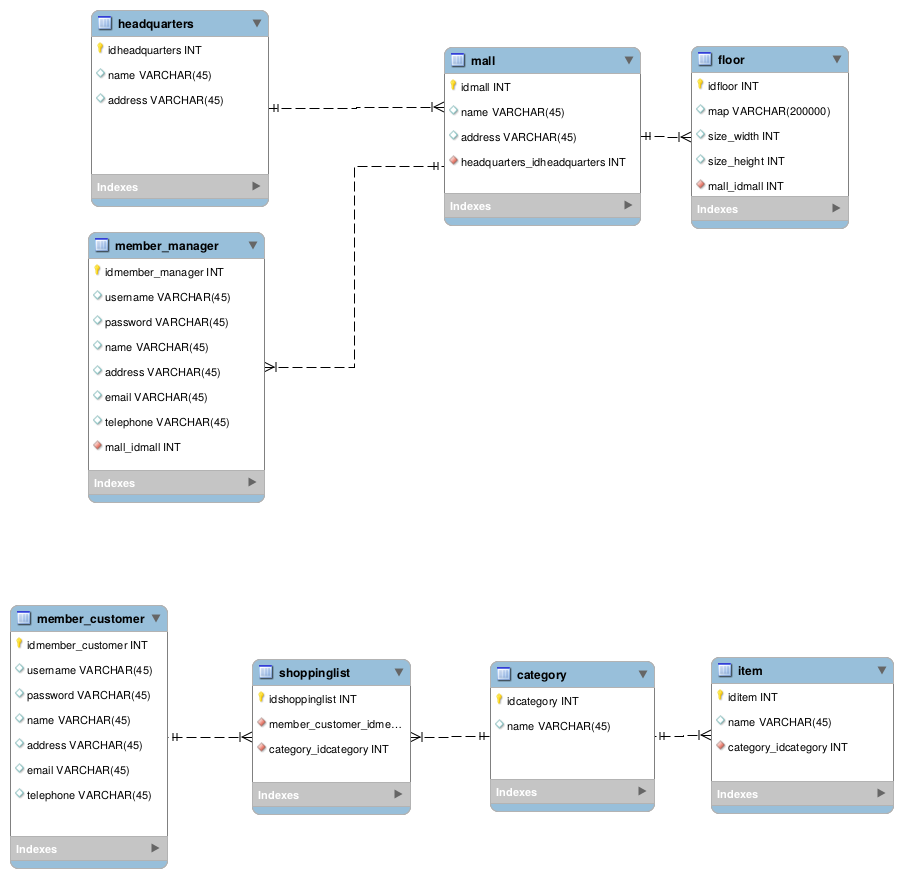 headquarters
idheadquarters INT
name VARCHAR(45)
address VARCHAR(45)
Indexes
mall
idmall INT
name VARCHAR(45)
address VARCHAR(45)
headquarters_idheadquarters INT
Indexes
floor
idfloor INT
map VARCHAR(200000)
size_width INT
size_height INT
mall_idmall INT
Indexes
member_manager
idmember_manager INT
username VARCHAR(45)
password VARCHAR(45)
name VARCHAR(45)
address VARCHAR(45)
email VARCHAR(45)
telephone VARCHAR(45)
mall_idmall INT
Indexes
member_customer
idmember_customer INT
username VARCHAR(45)
password VARCHAR(45)
name VARCHAR(45)
address VARCHAR(45)
email VARCHAR(45)
telephone VARCHAR(45)
Indexes
shoppinglist
idshoppinglist INT
member_customer_idme...
category_idcategory INT
Indexes
category
idcategory INT
name VARCHAR(45)
Indexes
item
iditem INT
name VARCHAR(45)
category_idcategory INT
Indexes